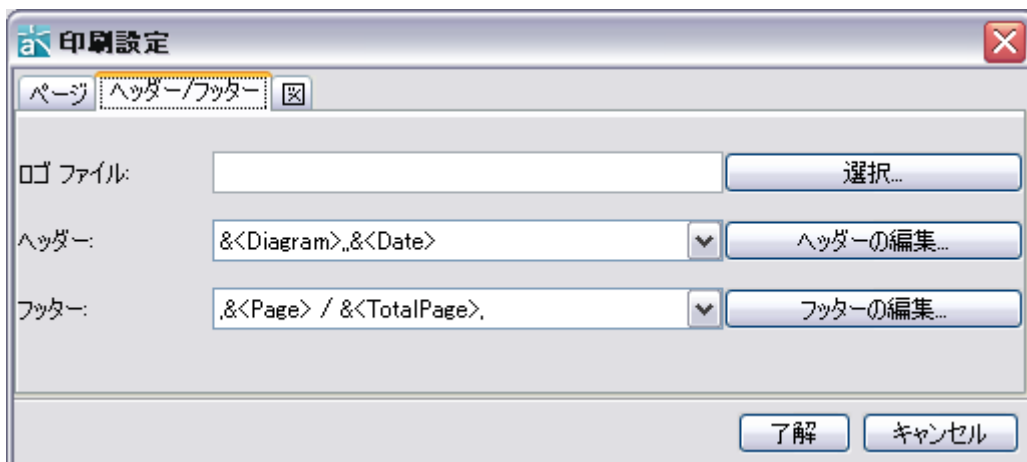 印刷設定
ページ ヘッダー/フッター 図
ロゴ ファイル: 選択...
ヘッダー: &<Diagram>,,&<Date> ヘッダーの編集...
フッター: ,&<Page> / &<TotalPage>, フッターの編集...
了解 キャンセル